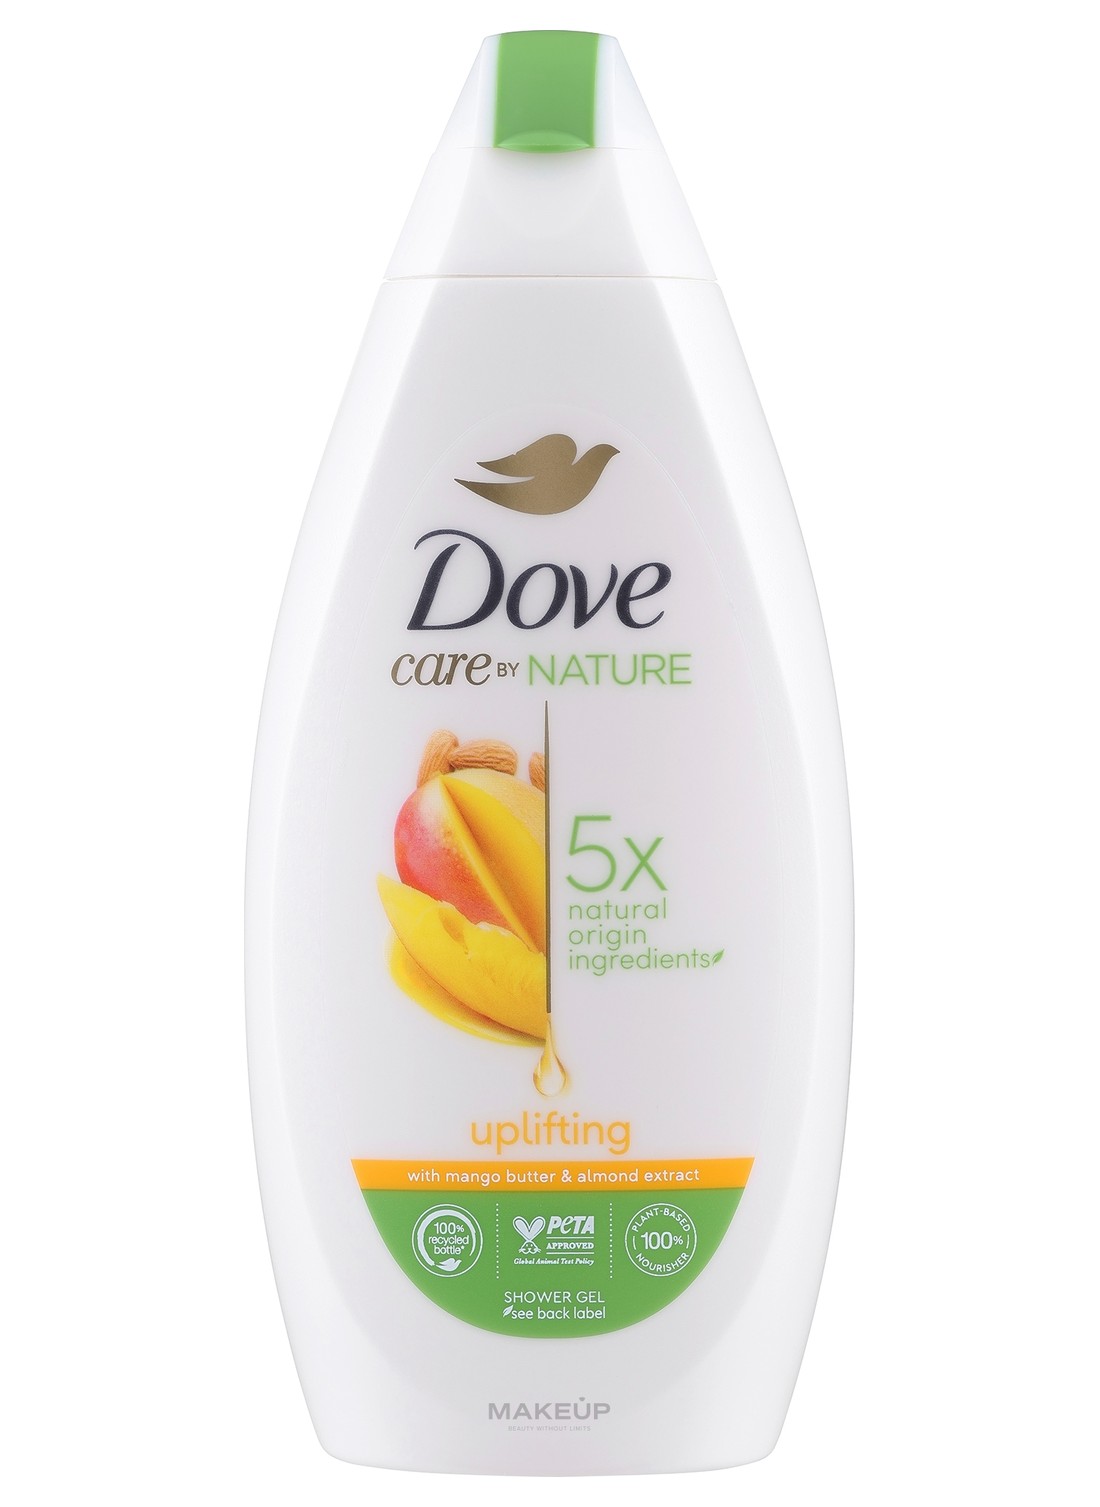 Dove
care BY NATURE
5x
natural
origin
ingredients
uplifting
with mango butter & almond extract
100%
recycled
bottle*
PeTA
APPROVED
Global Animal Test Policy
PLANT-BASED
100%
NOURISHER
SHOWER GEL
see back label
MAKEUP
BEAUTY WITHOUT LIMITS